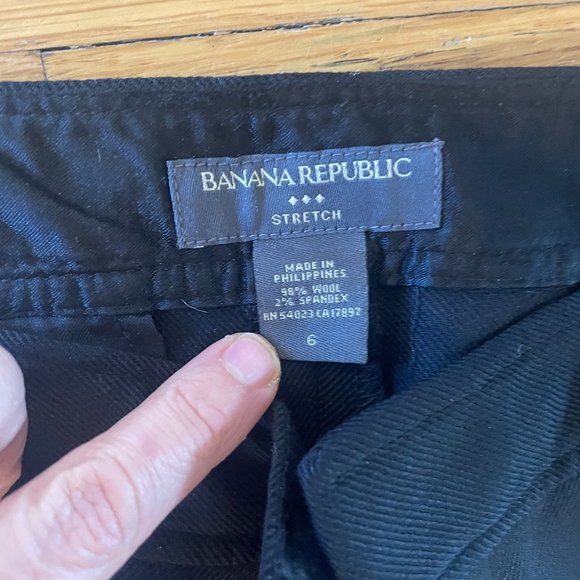 BANANA REPUBLIC
STRETCH
MADE IN
PHILIPPINES
98% WOOL
2% SPANDEX
RN 54023 CA17897
6